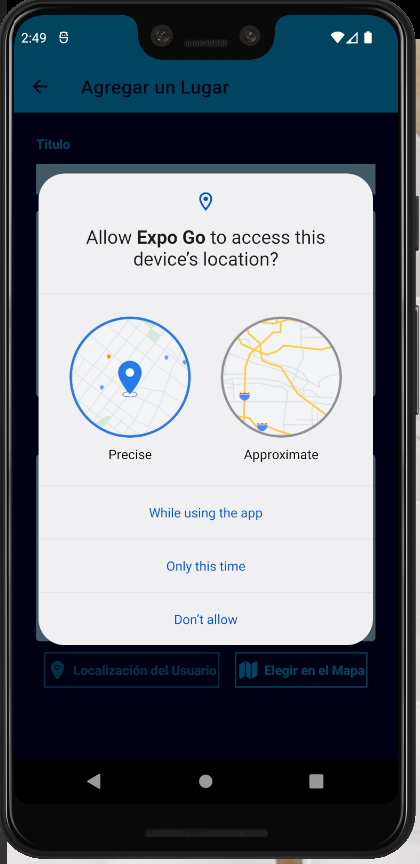 2:49
Agregar un Lugar
Titulo
Allow Expo Go to access this
device's location?
Precise
Approximate
While using the app
Only this time
Don't allow
Localización del Usuario
Elegir en el Mapa